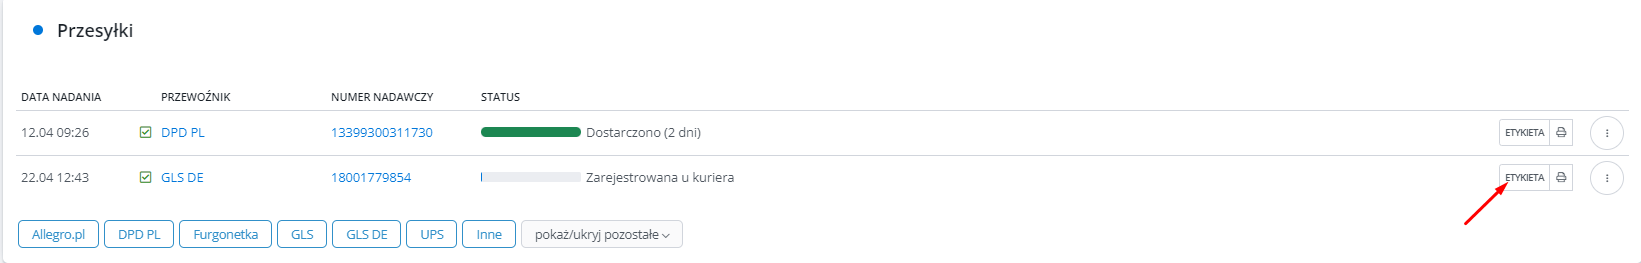 Przesyłki
DATA NADANIA PRZEWOŹNIK NUMER NADAWCZY STATUS
12.04 09:26 DPD PL 13399300311730 Dostarczono (2 dni) ETYKIETA
22.04 12:43 GLS DE 18001779854 Zarejestrowana u kuriera ETYKIETA
Allegro.pl DPD PL Furgonetka GLS GLS DE UPS Inne pokaż/ukryj pozostałe